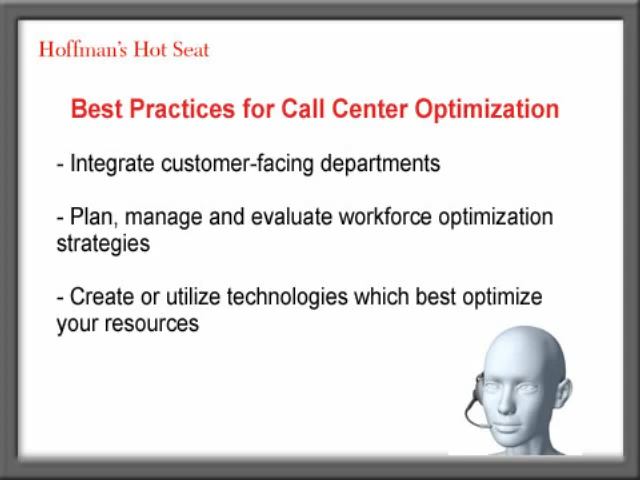 Hoffman's Hot Seat
Best Practices for Call Center Optimization
- Integrate customer-facing departments
- Plan, manage and evaluate workforce optimization
strategies
- Create or utilize technologies which best optimize
your resources